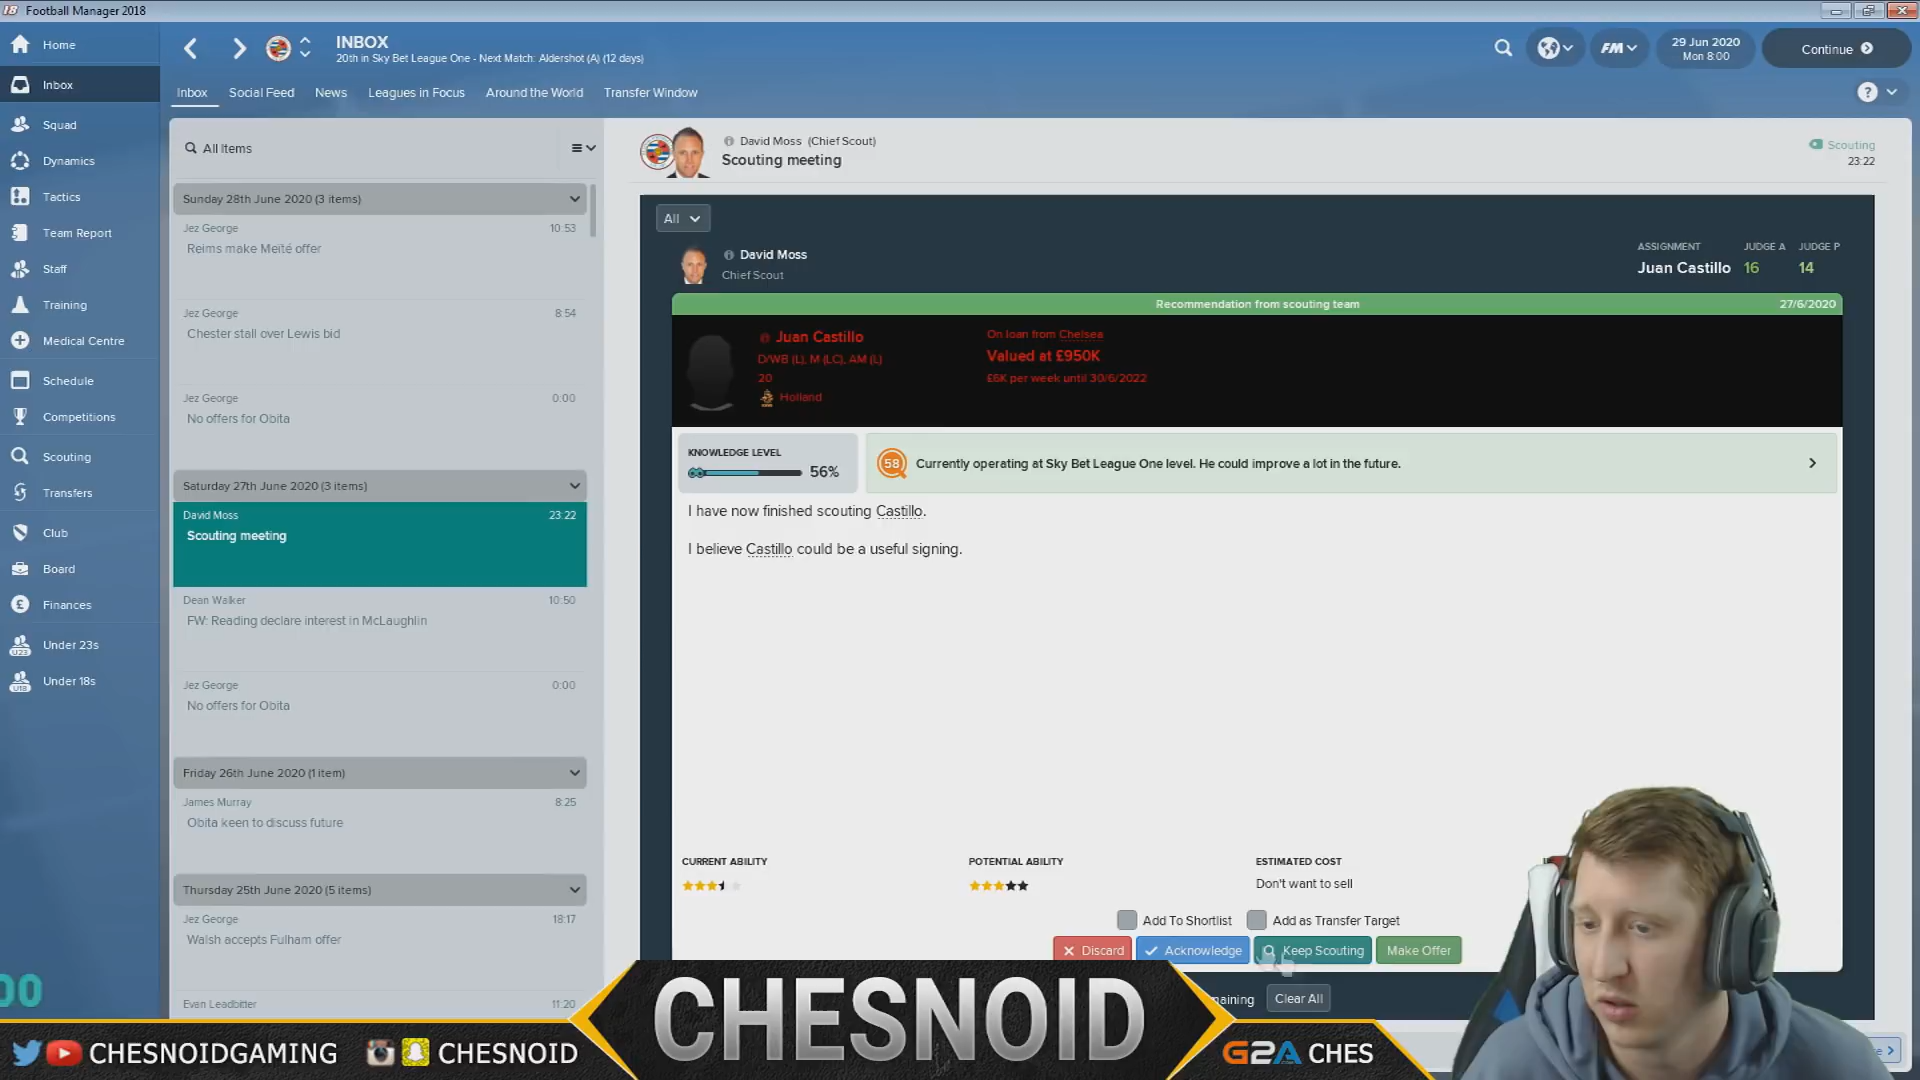 Football Manager 2018
Home
Inbox
Squad
Dynamics
Tactics
Team Report
Staff
Training
Medical Centre
Schedule
Competitions
Scouting
Transfers
Club
Board
Finances
Under 23s
Under 18s
INBOX
20th in Sky Bet League One - Next Match: Aldershot (A) (12 days)
FM
29 Jun 2020
Mon 8:00
Continue
Inbox Social Feed News Leagues in Focus Around the World Transfer Window
?
All Items
Sunday 28th June 2020 (3 items)
Jez George 10:53
Reims make Meïté offer
Jez George 8:54
Chester stall over Lewis bid
Jez George 0:00
No offers for Obita
Saturday 27th June 2020 (3 items)
David Moss 23:22
Scouting meeting
Dean Walker 10:50
FW: Reading declare interest in McLaughlin
Jez George 0:00
No offers for Obita
Friday 26th June 2020 (1 item)
James Murray 8:25
Obita keen to discuss future
Thursday 25th June 2020 (5 items)
Jez George 18:17
Walsh accepts Fulham offer
Evan Leadbitter 11:20
David Moss (Chief Scout)
Scouting meeting
Scouting
23:22
All
David Moss
Chief Scout
ASSIGNMENT JUDGE A JUDGE P
Juan Castillo 16 14
Recommendation from scouting team 27/6/2020
Juan Castillo
D/WB (L), M (LC), AM (L)
20
Holland
On loan from Chelsea
Valued at £950K
£6K per week until 30/6/2022
KNOWLEDGE LEVEL
56%
58 Currently operating at Sky Bet League One level. He could improve a lot in the future.
I have now finished scouting Castillo.
I believe Castillo could be a useful signing.
CURRENT ABILITY
POTENTIAL ABILITY
ESTIMATED COST
Don't want to sell
Add To Shortlist Add as Transfer Target
Discard Acknowledge Keep Scouting Make Offer
Clear All
CHESNOID
CHESNOIDGAMING
CHESNOID
G2A CHES
00